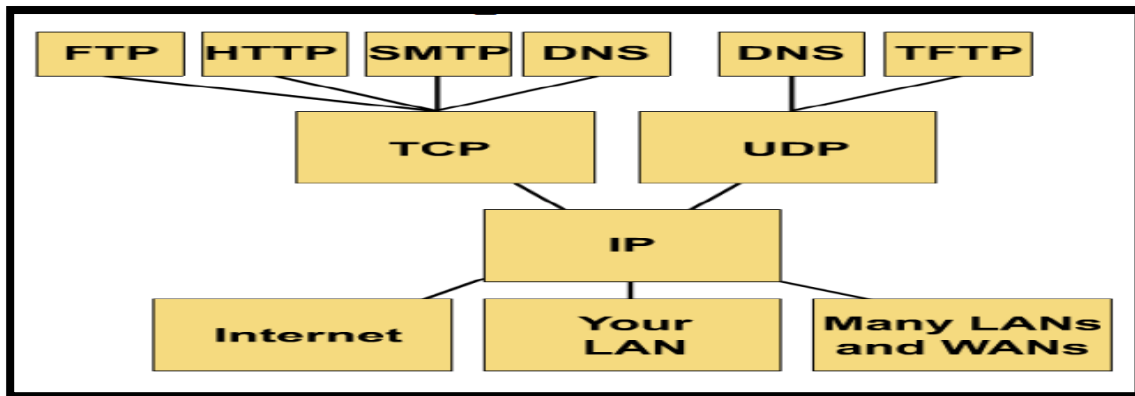 FTP
HTTP
SMTP
DNS
DNS
TFTP
TCP
UDP
IP
Internet
Your
LAN
Many LANs
and WANs